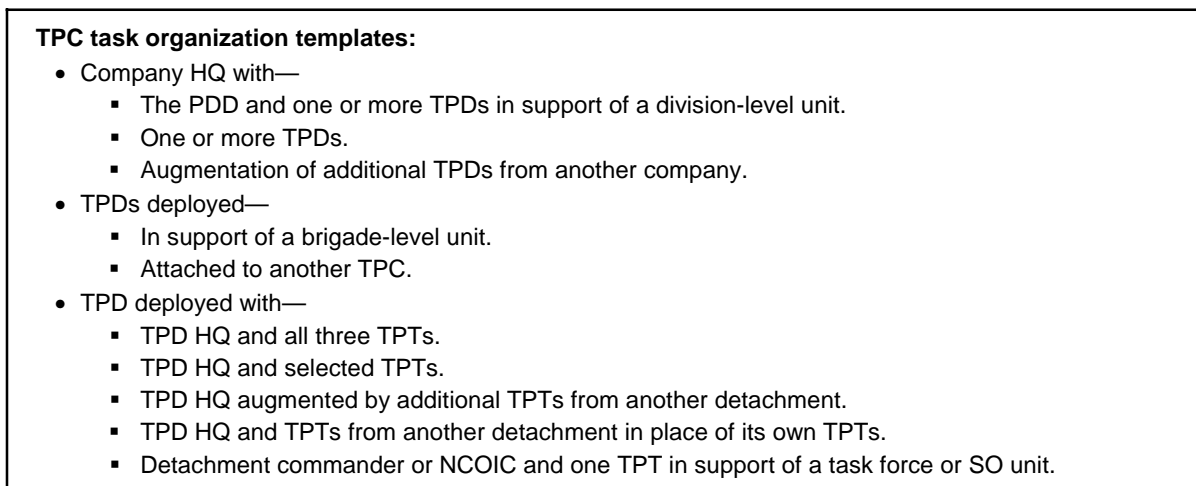 TPC task organization templates:
• Company HQ with—
▪ The PDD and one or more TPDs in support of a division-level unit.
▪ One or more TPDs.
▪ Augmentation of additional TPDs from another company.
• TPDs deployed—
▪ In support of a brigade-level unit.
▪ Attached to another TPC.
• TPD deployed with—
▪ TPD HQ and all three TPTs.
▪ TPD HQ and selected TPTs.
▪ TPD HQ augmented by additional TPTs from another detachment.
▪ TPD HQ and TPTs from another detachment in place of its own TPTs.
▪ Detachment commander or NCOIC and one TPT in support of a task force or SO unit.